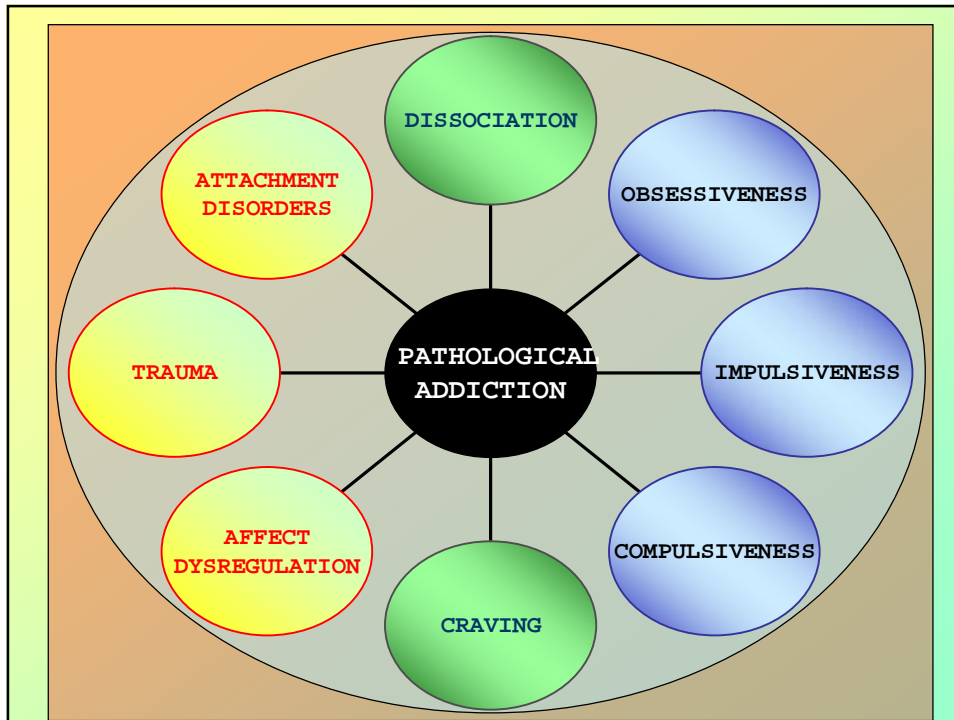 DISSOCIATION
ATTACHMENT
DISORDERS
OBSESSIVENESS
TRAUMA
PATHOLOGICAL
ADDICTION
IMPULSIVENESS
AFFECT
DYSREGULATION
COMPULSIVENESS
CRAVING